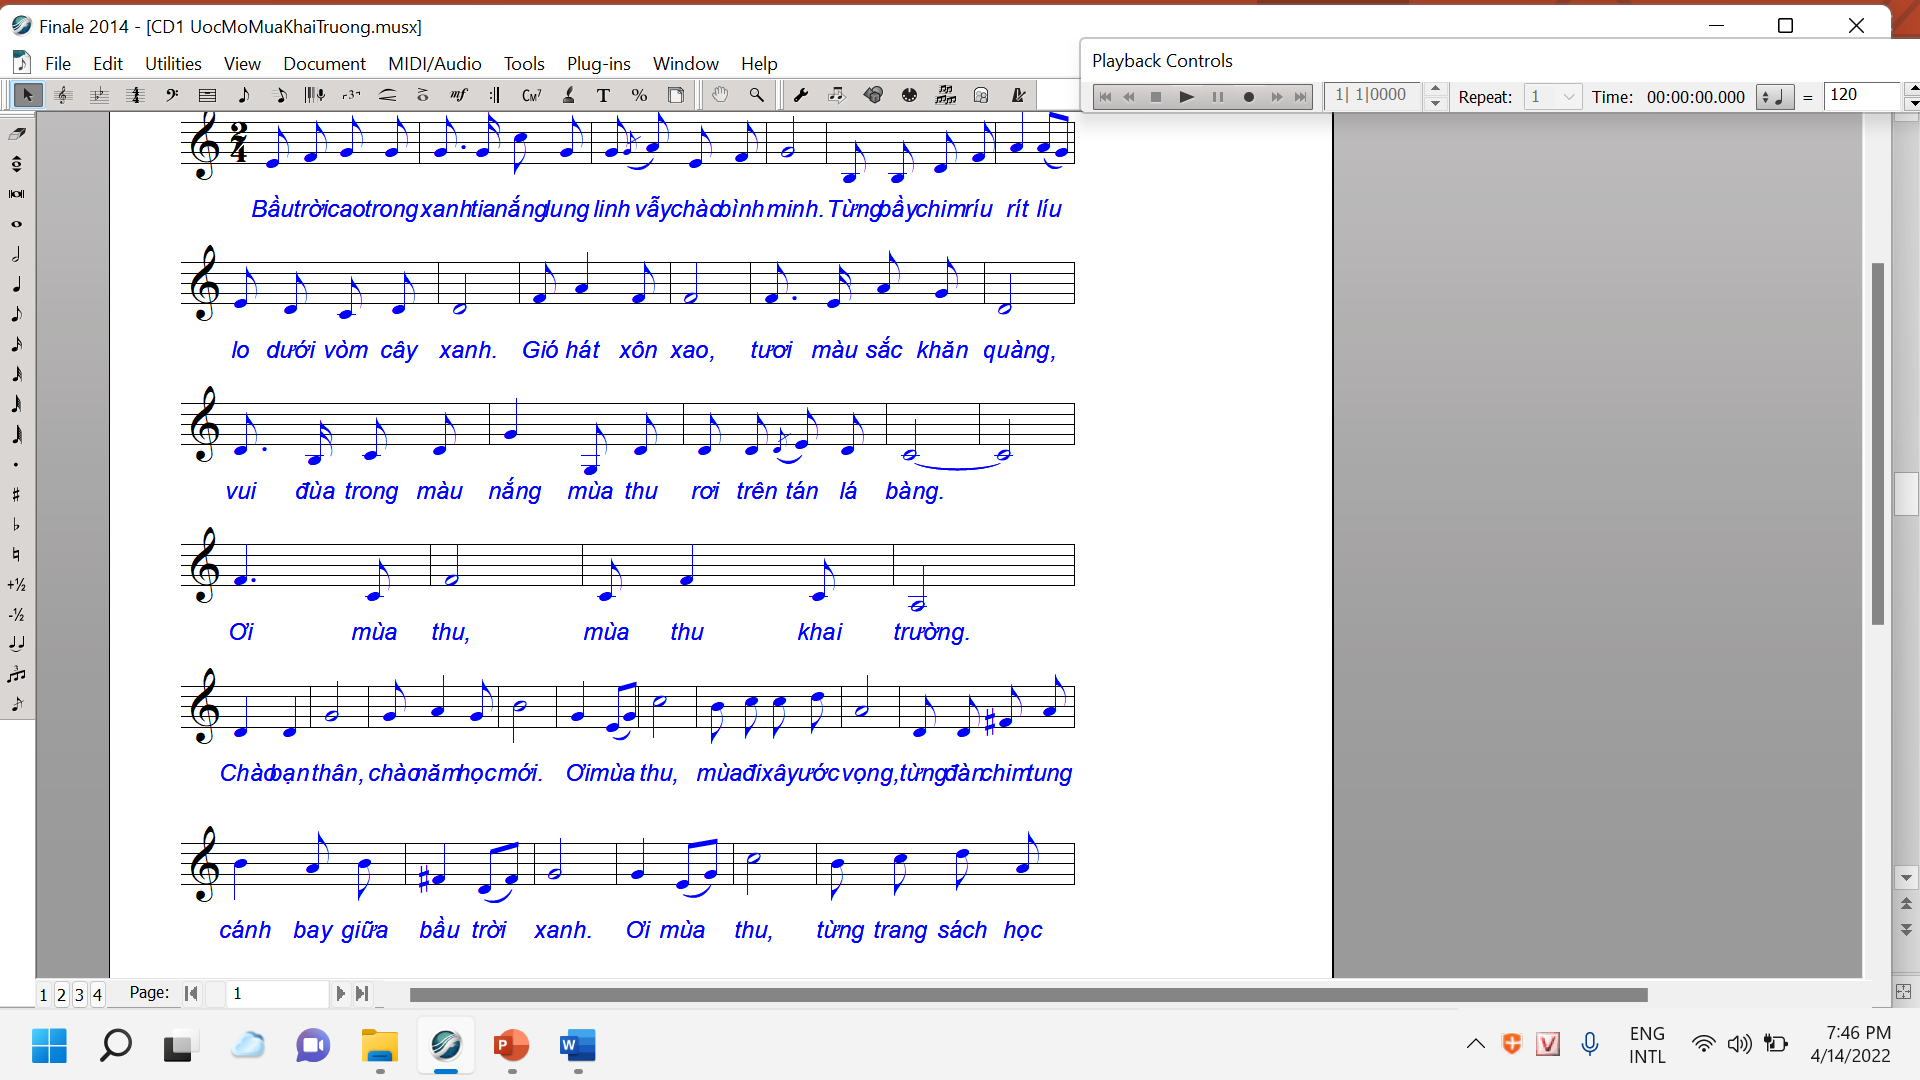 Finale 2014 - [CD1 UocMoMuaKhaiTruong.musx]
File Edit Utilities View Document MIDI/Audio Tools Plug-ins Window Help
Playback Controls
1| 1|0000 Repeat: 1 Time: 00:00:00.000 = 120
Bầu trời cao trong xanh tia nắng lung linh vẫy chào bình minh. Từng bầy chim ríu rít líu
lo dưới vòm cây xanh. Gió hát xôn xao, tươi màu sắc khăn quàng,
vui đùa trong màu nắng mùa thu rơi trên tán lá bàng.
Ơi mùa thu, mùa thu khai trường.
Chào bạn thân, chào năm học mới. Ơi mùa thu, mùa đi xây ước vọng, từng đàn chim tung
cánh bay giữa bầu trời xanh. Ơi mùa thu, từng trang sách học
1 2 3 4 Page: 1
ENG
INTL
7:46 PM
4/14/2022